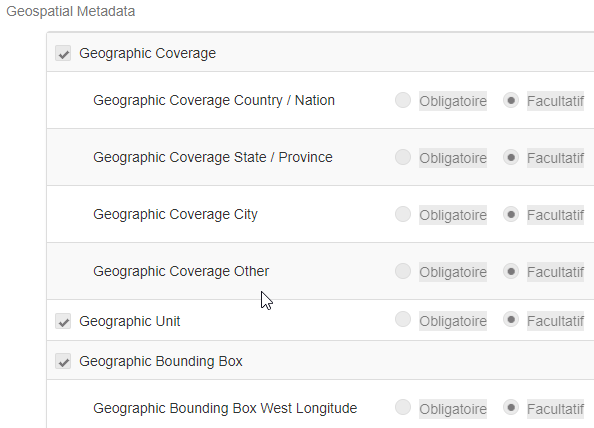 Geospatial Metadata
Geographic Coverage
Geographic Coverage Country / Nation Obligatoire Facultatif
Geographic Coverage State / Province Obligatoire Facultatif
Geographic Coverage City Obligatoire Facultatif
Geographic Coverage Other Obligatoire Facultatif
Geographic Unit Obligatoire Facultatif
Geographic Bounding Box
Geographic Bounding Box West Longitude Obligatoire Facultatif